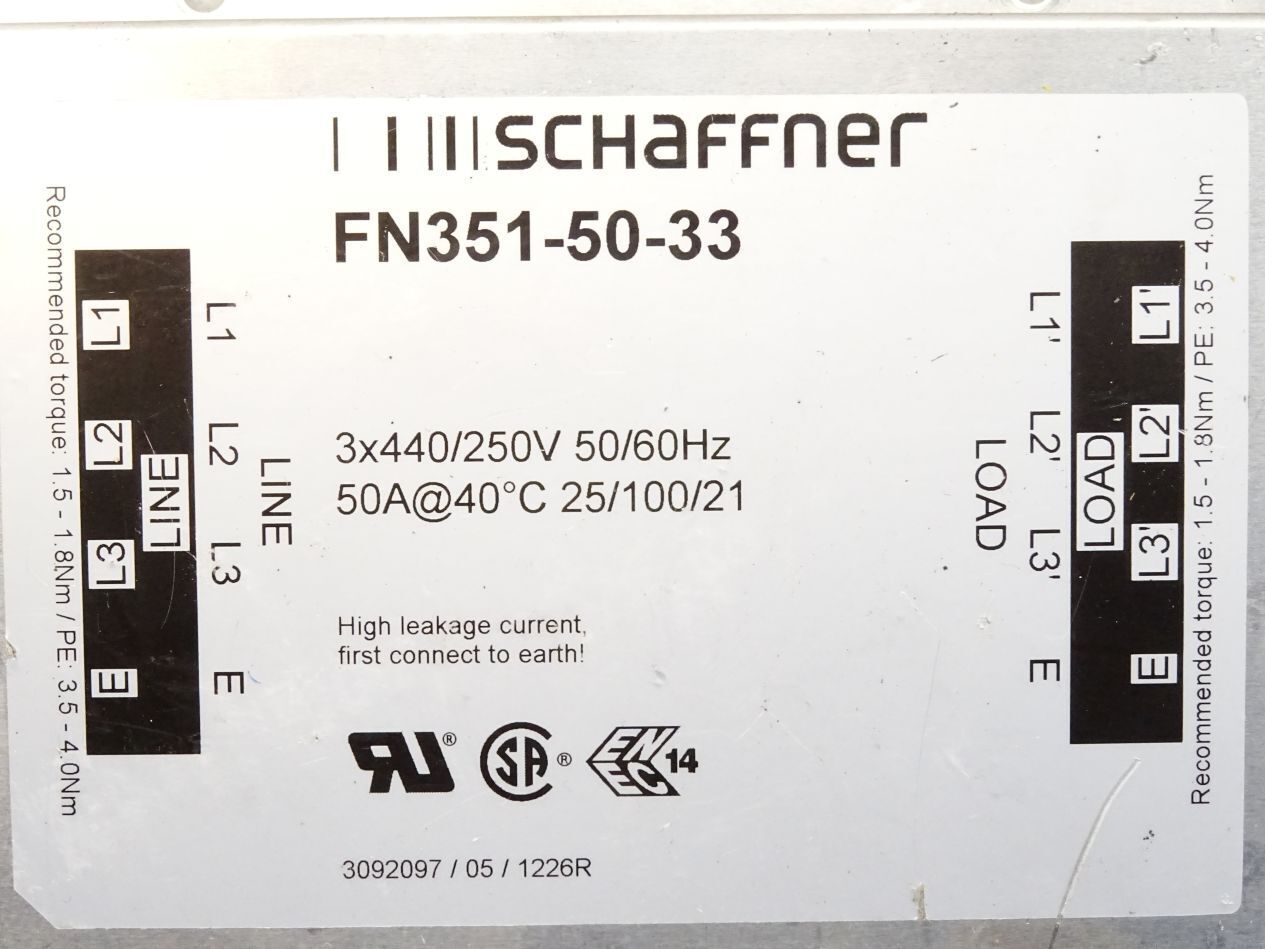 SCHAFFNER
FN351-50-33
Recommended torque: 1.5 - 1.8Nm / PE: 3.5 - 4.0Nm
L1
L2
L3
E
LINE
L1
L2
L3
E
LINE
3x440/250V 50/60Hz
50A@40°C 25/100/21
High leakage current,
first connect to earth!
LOAD
L1'
L2'
L3'
E
LOAD
L1'
L2'
L3'
E
Recommended torque: 1.5 - 1.8Nm / PE: 3.5 - 4.0Nm
RU®
SA®
ENEC 14
3092097 / 05 / 1226R